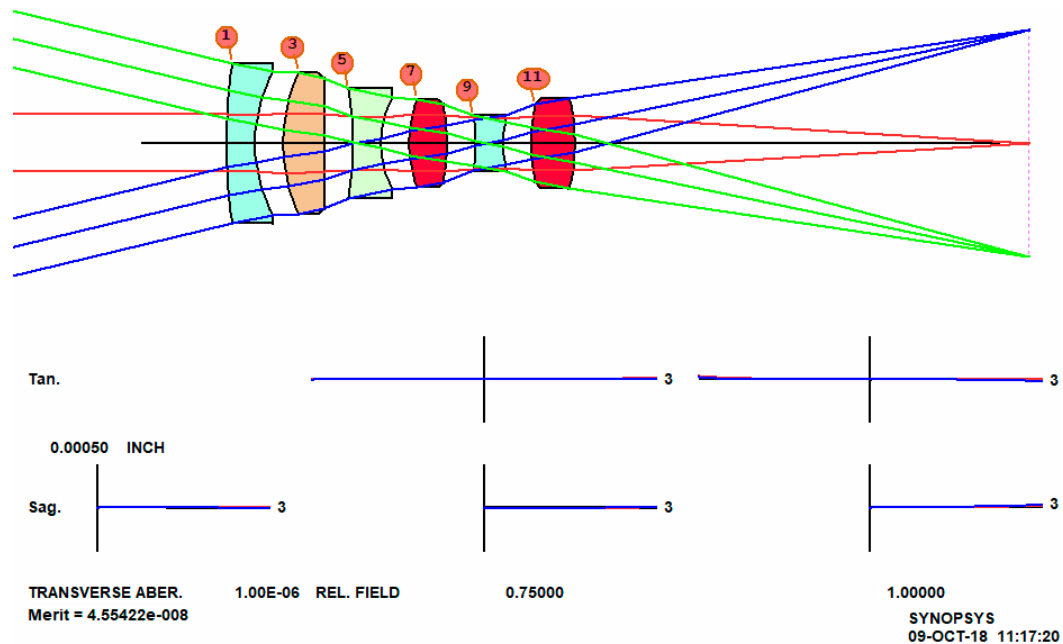 1 3 5 7 9 11
Tan. 3 3
0.00050 INCH
Sag. 3 3 3
TRANSVERSE ABER. 1.00E-06 REL. FIELD 0.75000 1.00000
Merit = 4.55422e-008
SYNOPSYS
09-OCT-18 11:17:20